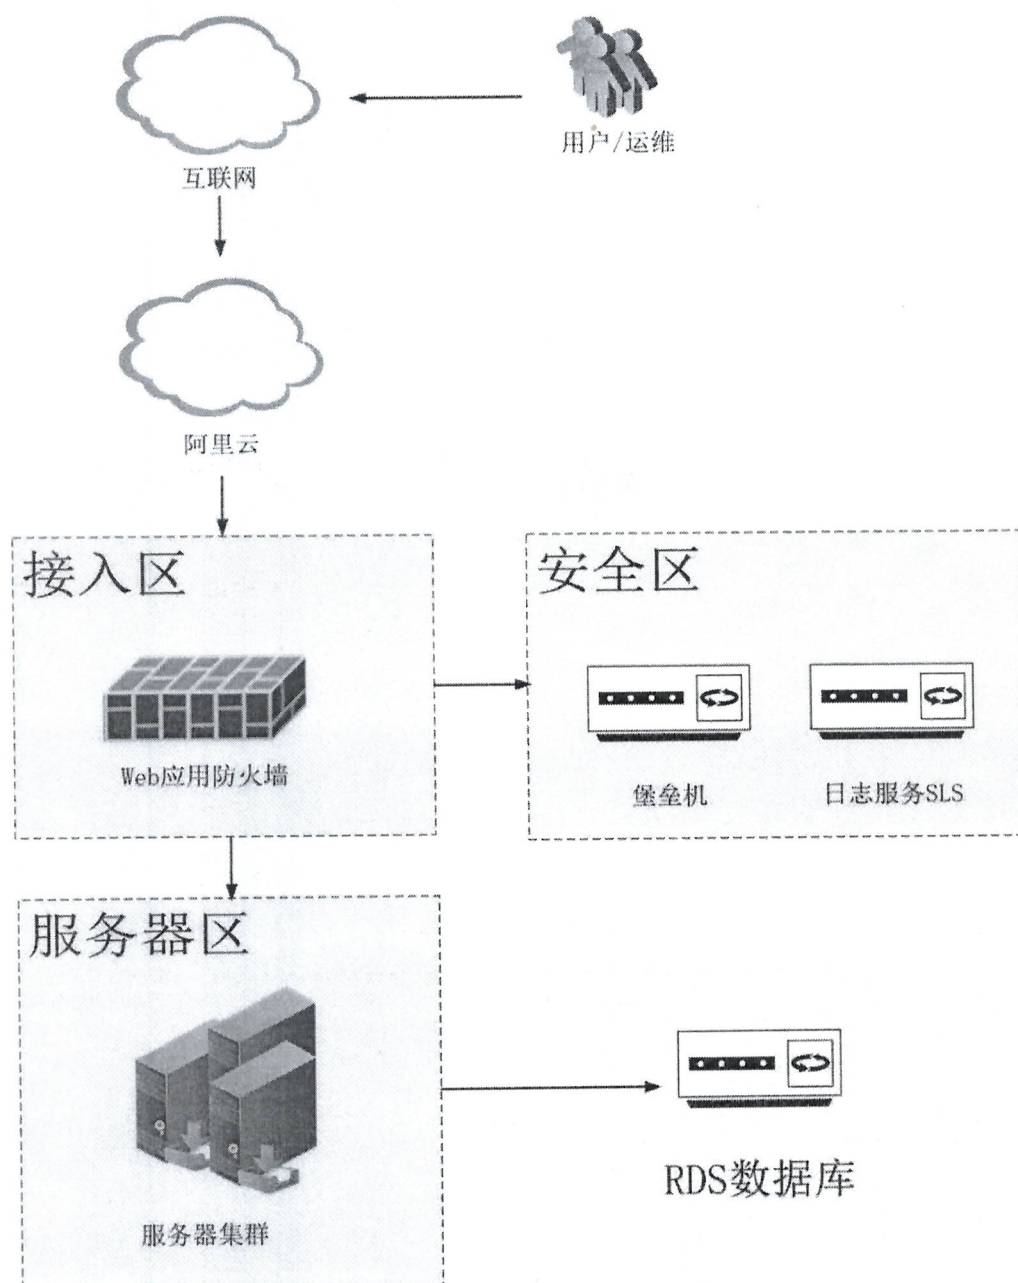 用户/运维
互联网
阿里云
接入区
安全区
Web应用防火墙
堡垒机
日志服务SLS
服务器区
RDS数据库
服务器集群